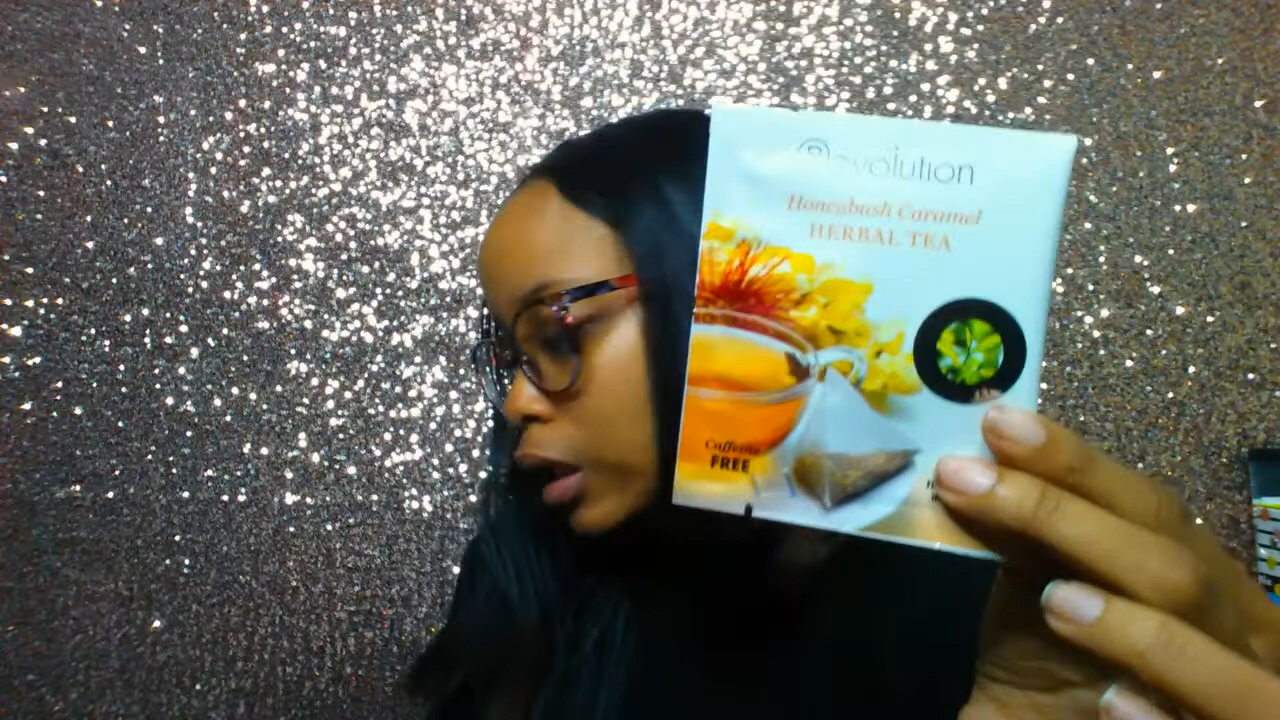 Revolution
Honeybush Caramel
HERBAL TEA
Caffeine
FREE